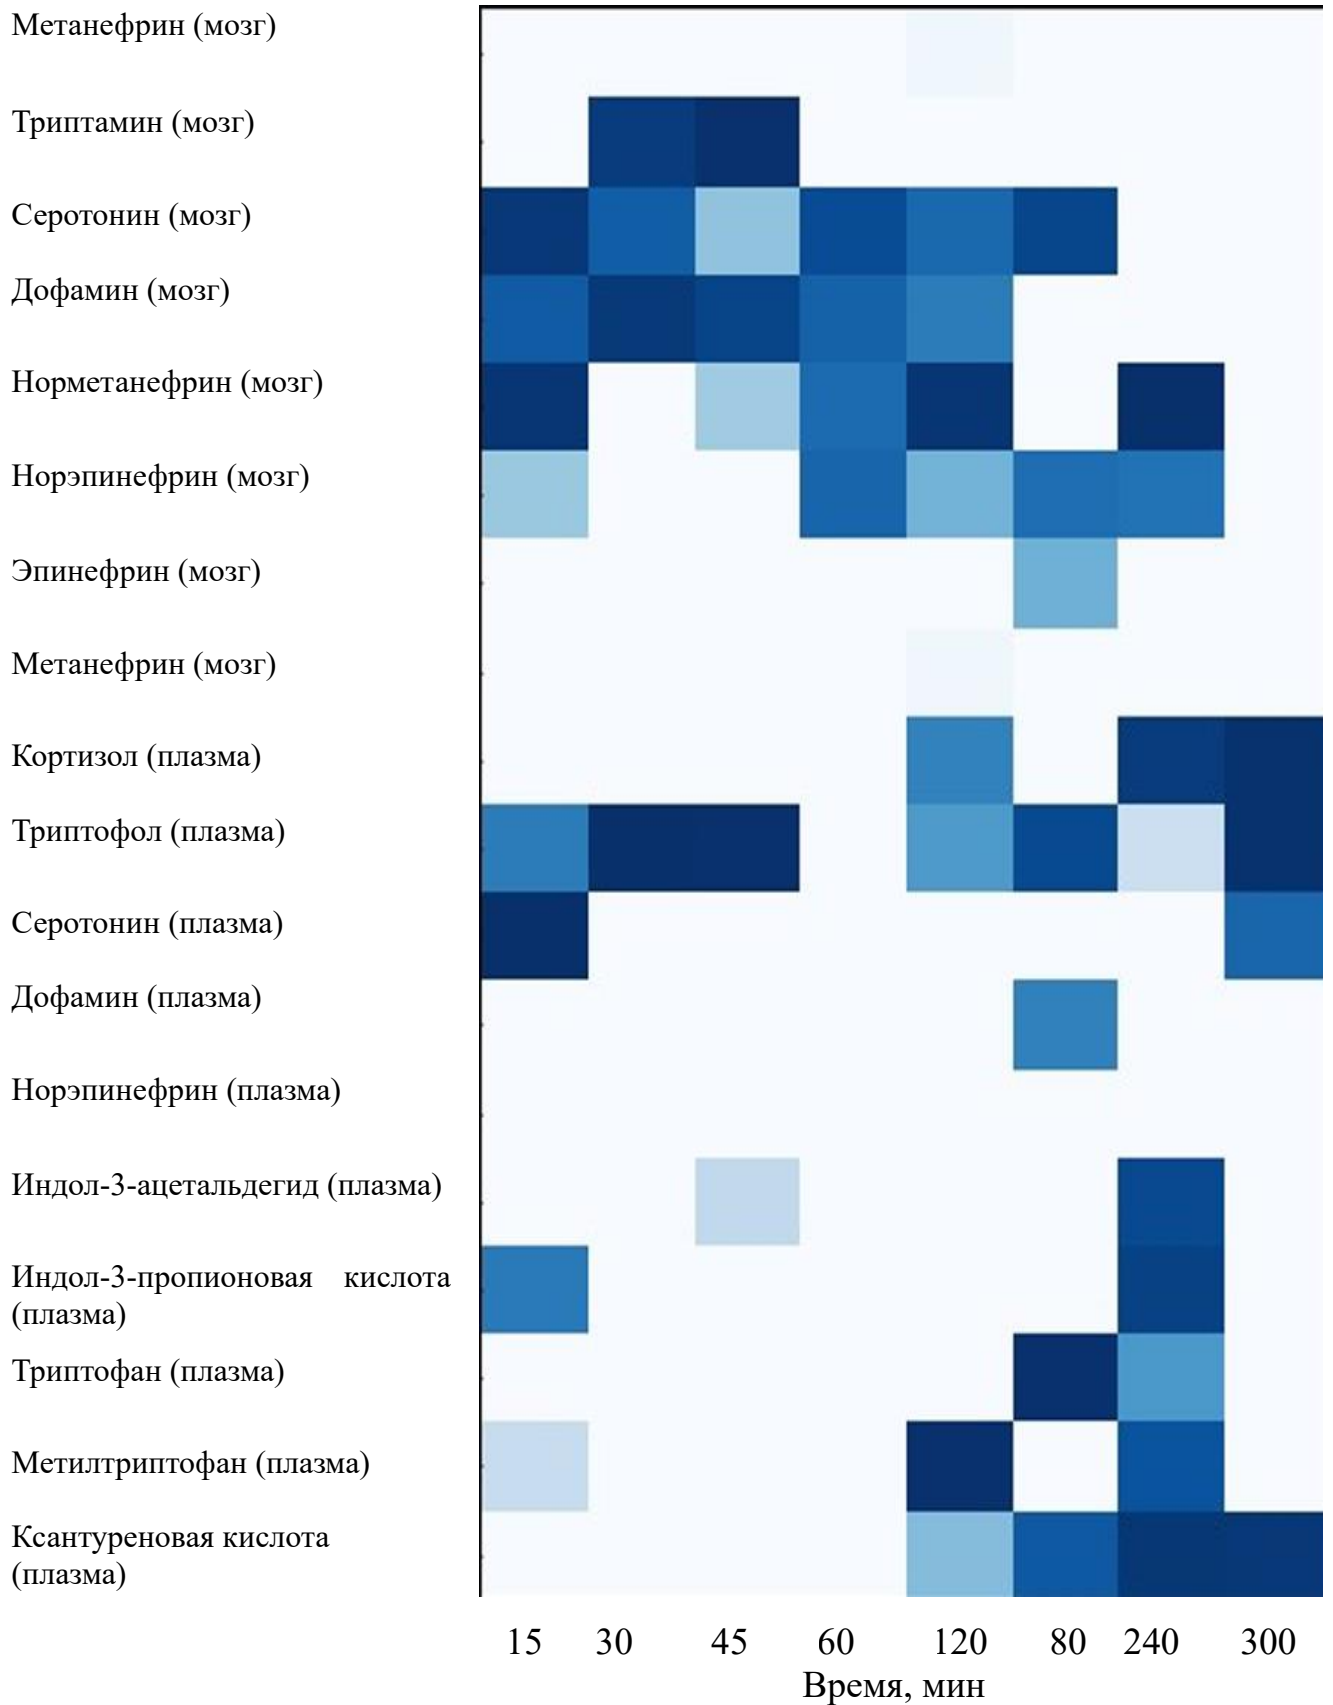 Метанефрин (мозг)
Триптамин (мозг)
Серотонин (мозг)
Дофамин (мозг)
Норметанефрин (мозг)
Норэпинефрин (мозг)
Эпинефрин (мозг)
Метанефрин (мозг)
Кортизол (плазма)
Триптофол (плазма)
Серотонин (плазма)
Дофамин (плазма)
Норэпинефрин (плазма)
Индол-3-ацетальдегид (плазма)
Индол-3-пропионовая кислота
(плазма)
Триптофан (плазма)
Метилтриптофан (плазма)
Ксантуреновая кислота
(плазма)
15 30 45 60 120 80 240 300
Время, мин